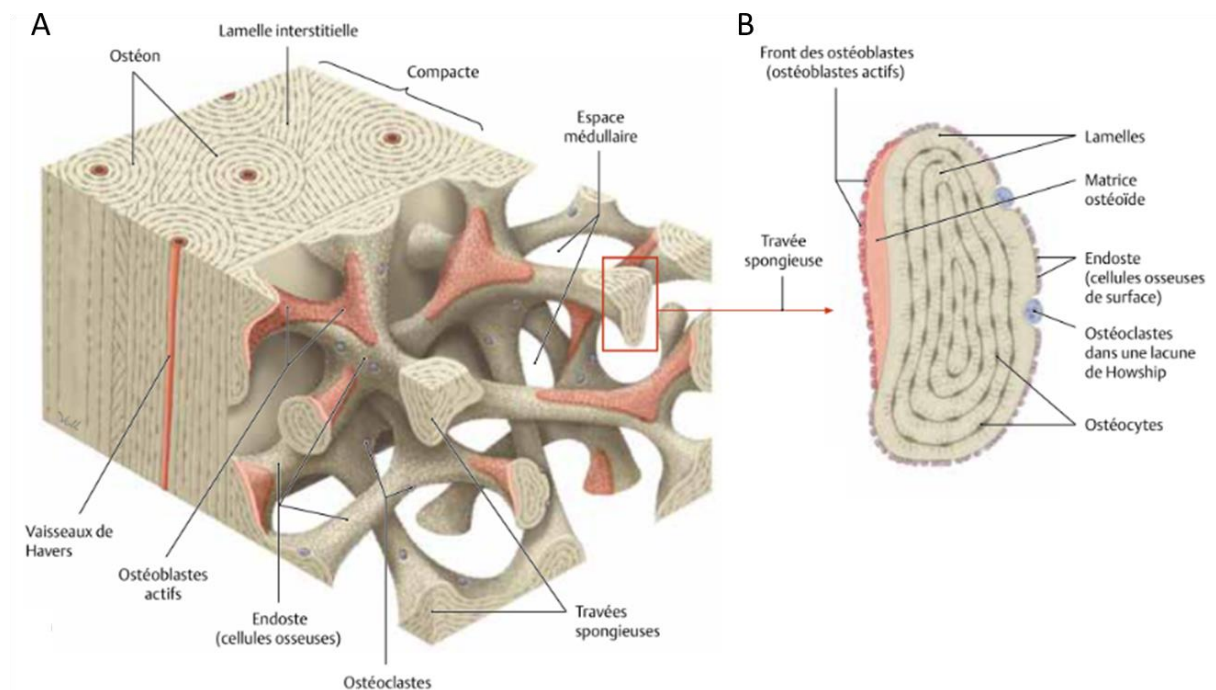 A
Lamelle interstitielle
Ostéon
Compacte
Espace
médullaire
Vaisseaux de
Havers
Ostéoblastes
actifs
Endoste
(cellules osseuses)
Ostéoclastes
Travées
spongieuses
Travée
spongieuse
B
Front des ostéoblastes
(ostéoblastes actifs)
Lamelles
Matrice
ostéoïde
Endoste
(cellules osseuses
de surface)
Ostéoclastes
dans une lacune
de Howship
Ostéocytes